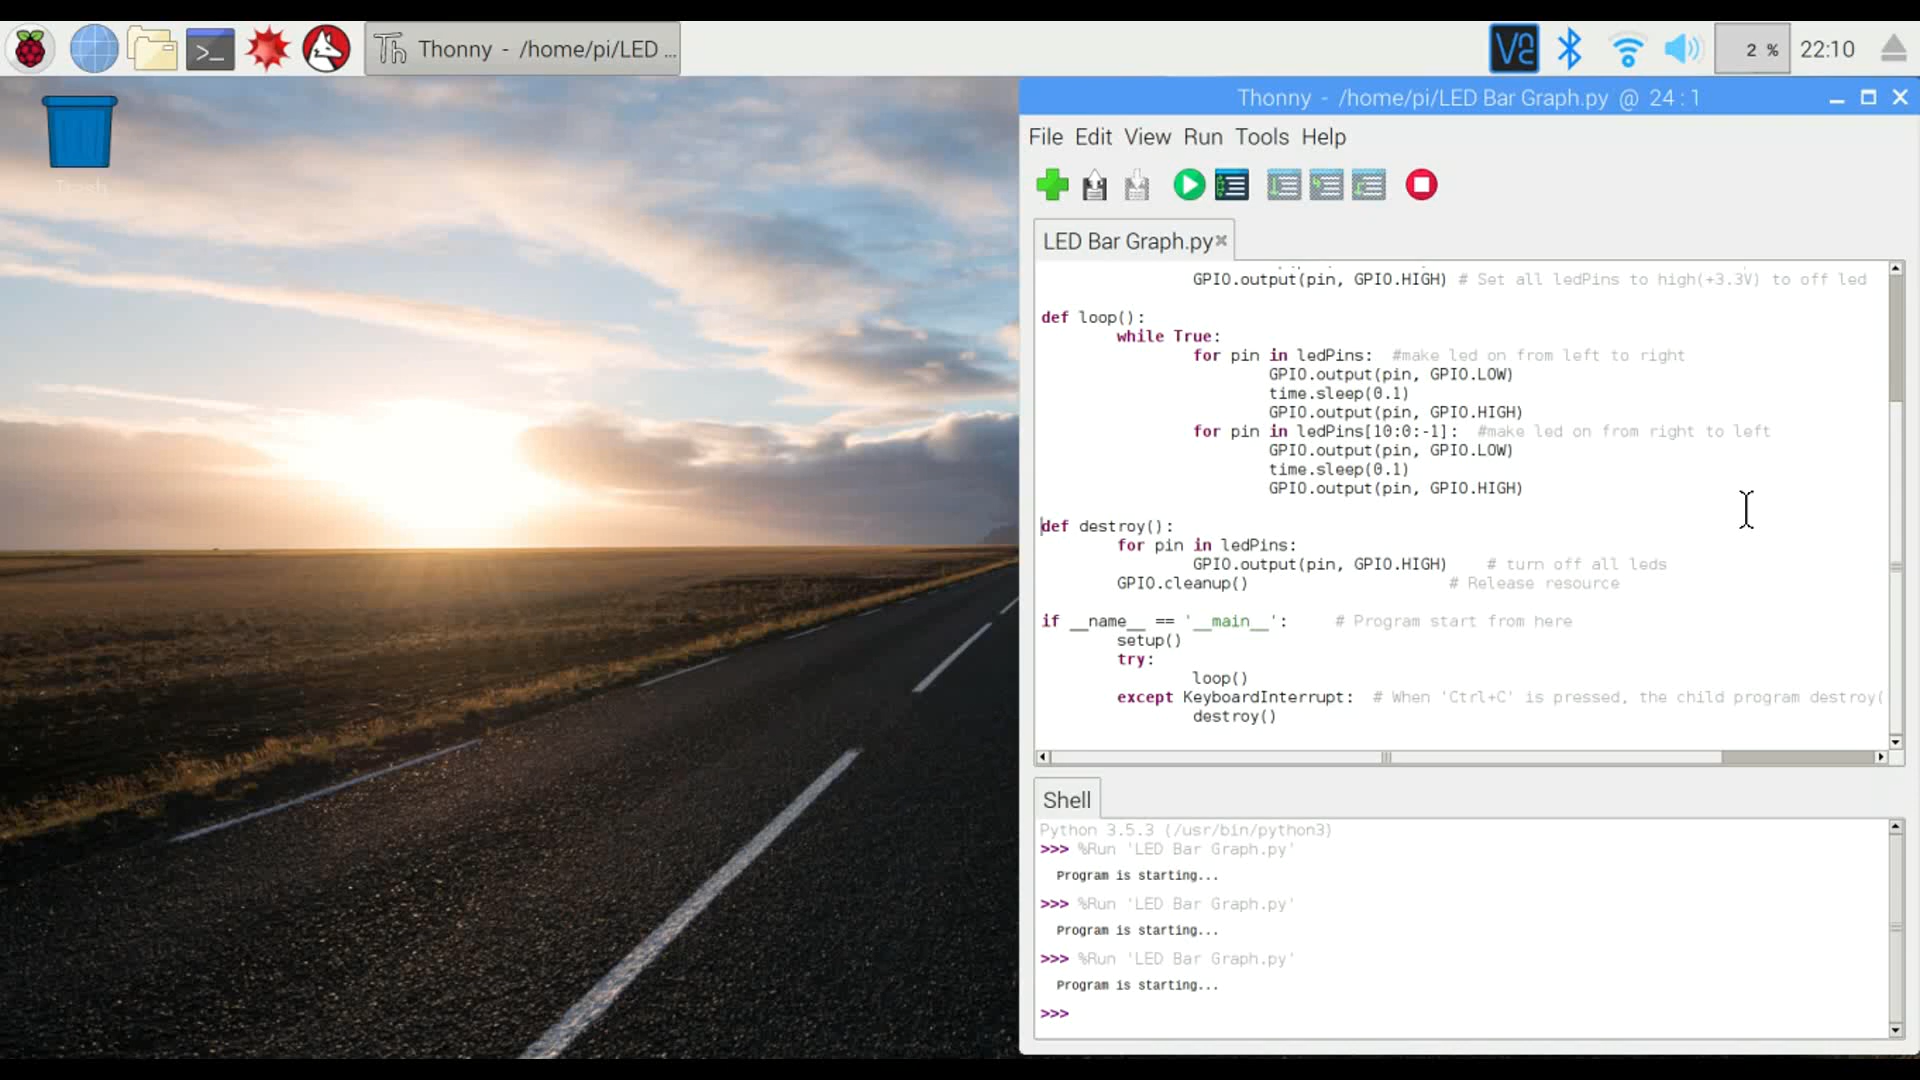 Thonny - /home/pi/LED ...
2 %
22:10
Trash
Thonny - /home/pi/LED Bar Graph.py @ 24 : 1
File Edit View Run Tools Help
LED Bar Graph.py
GPIO.output(pin, GPIO.HIGH) # Set all ledPins to high(+3.3V) to off led
def loop():
while True:
for pin in ledPins: #make led on from left to right
GPIO.output(pin, GPIO.LOW)
time.sleep(0.1)
GPIO.output(pin, GPIO.HIGH)
for pin in ledPins[10:0:-1]: #make led on from right to left
GPIO.output(pin, GPIO.LOW)
time.sleep(0.1)
GPIO.output(pin, GPIO.HIGH)
def destroy():
for pin in ledPins:
GPIO.output(pin, GPIO.HIGH) # turn off all leds
GPIO.cleanup() # Release resource
if __name__ == '__main__': # Program start from here
setup()
try:
loop()
except KeyboardInterrupt: # When 'Ctrl+C' is pressed, the child program destroy(
destroy()
Shell
Python 3.5.3 (/usr/bin/python3)
>>> %Run 'LED Bar Graph.py'
Program is starting...
>>> %Run 'LED Bar Graph.py'
Program is starting...
>>> %Run 'LED Bar Graph.py'
Program is starting...
>>>